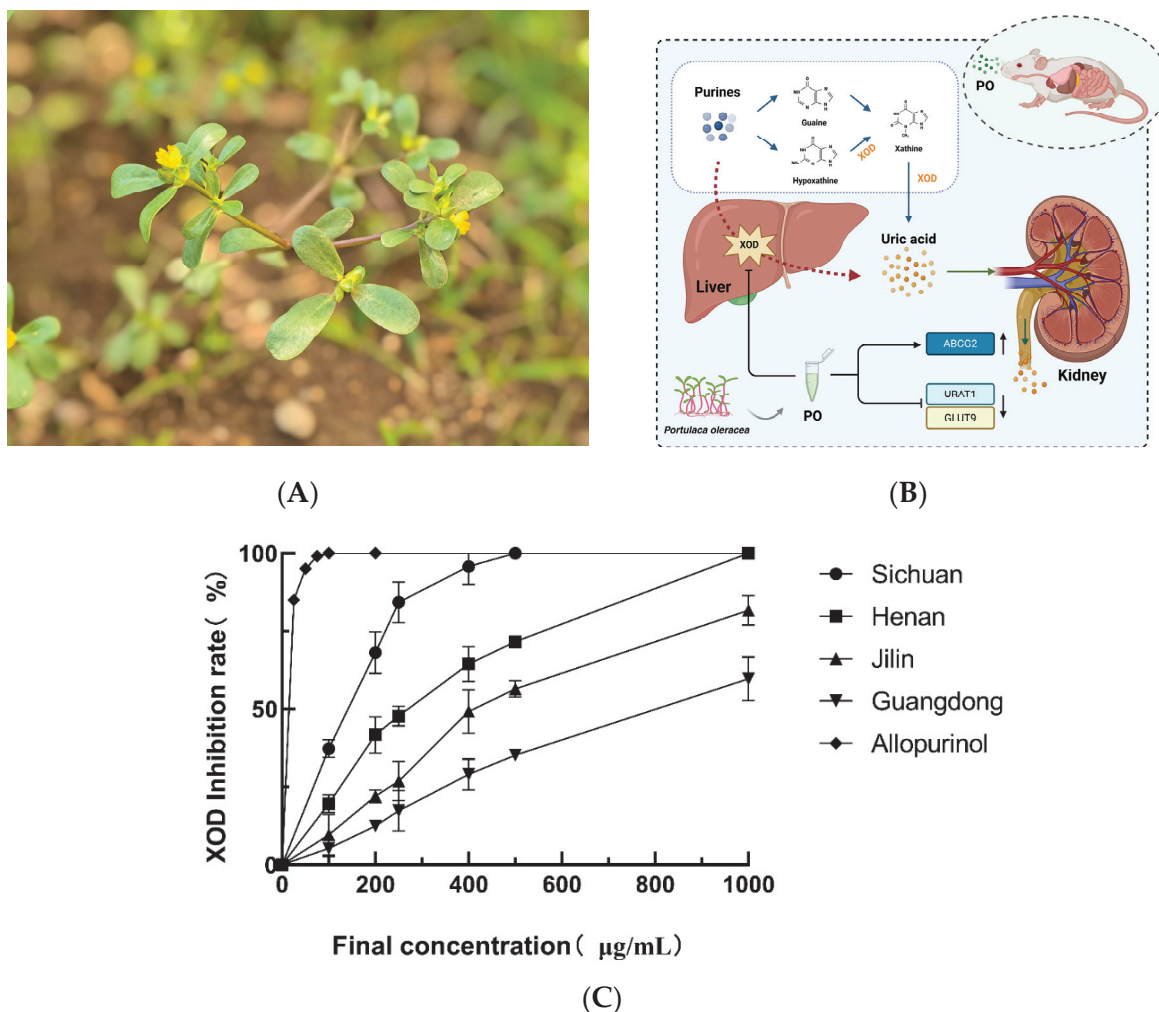 PO
Purines
Guaine
Xathine
XOD
Hypoxathine
XOD
XOD
Liver
Uric acid
ABCG2
Kidney
URAT1
GLUT9
Portulaca oleracea
PO
(A)
(B)
XOD Inhibition rate( %)
100
50
0
0
200
400
600
800
1000
Final concentration( μg/mL)
Sichuan
Henan
Jilin
Guangdong
Allopurinol
(C)